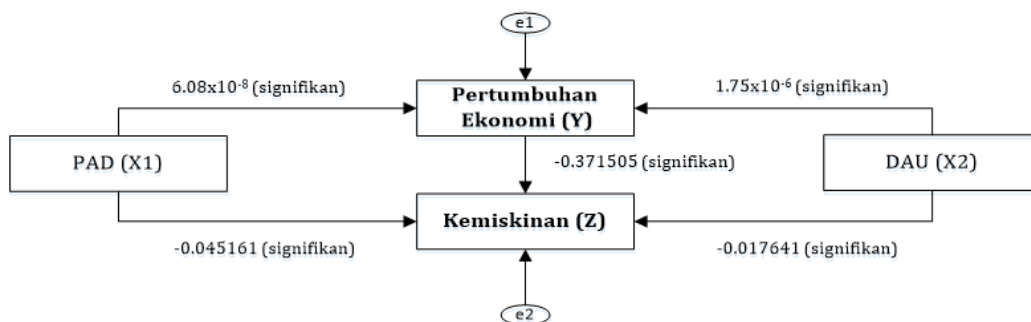 e1
6.08x10⁻⁸ (signifikan)
1.75x10⁻⁶ (signifikan)
Pertumbuhan
Ekonomi (Y)
PAD (X1)
-0.371505 (signifikan)
DAU (X2)
Kemiskinan (Z)
-0.045161 (signifikan)
-0.017641 (signifikan)
e2